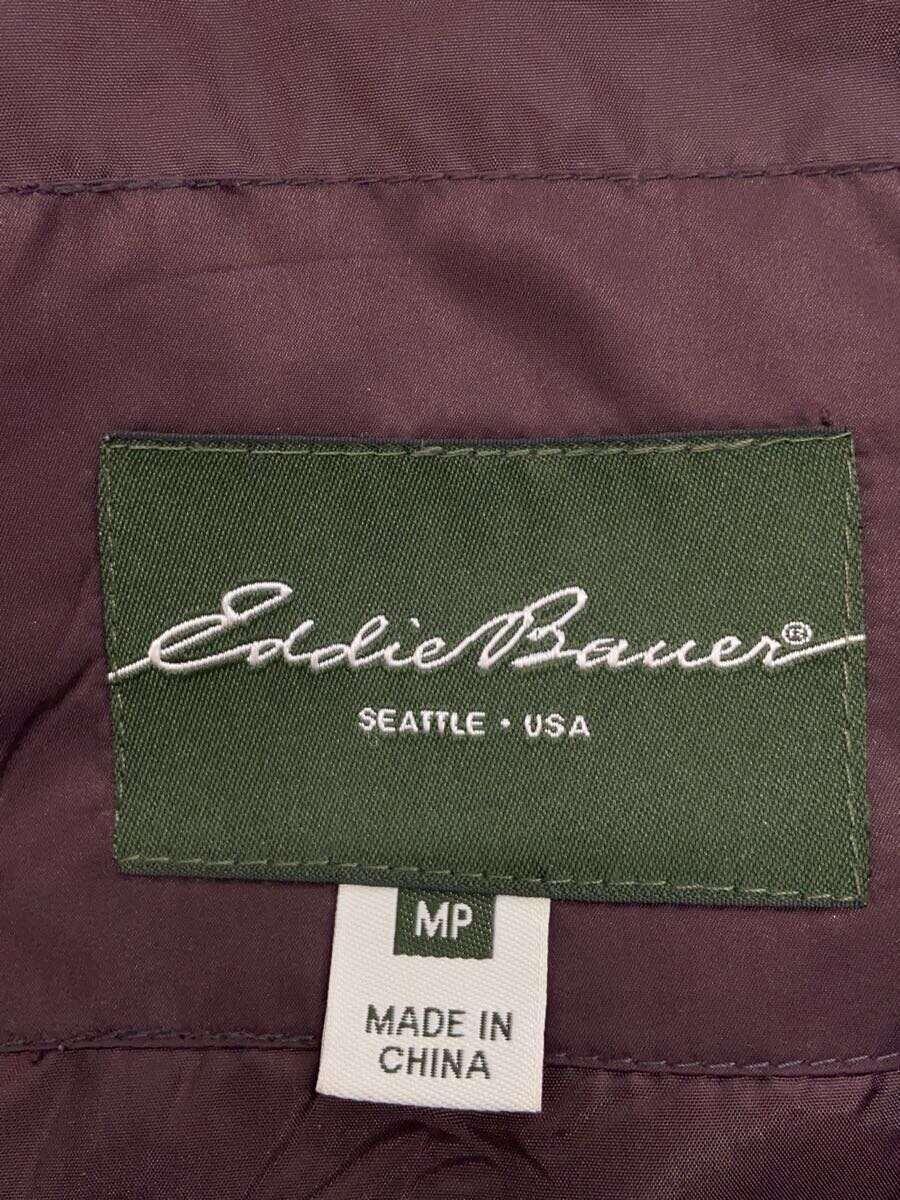 Eddie Bauer®
SEATTLE · USA
MP
MADE IN
CHINA